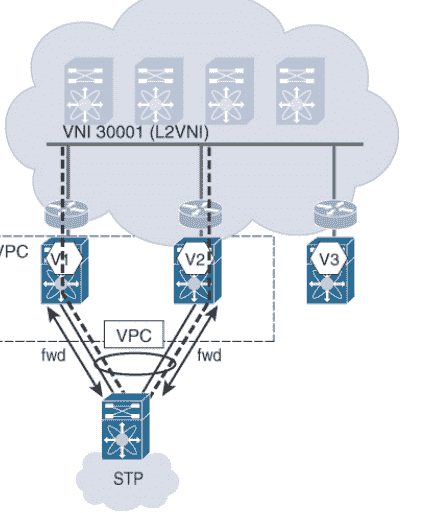 VNI 30001 (L2VNI)
VPC
V1
V2
V3
VPC
fwd
fwd
STP